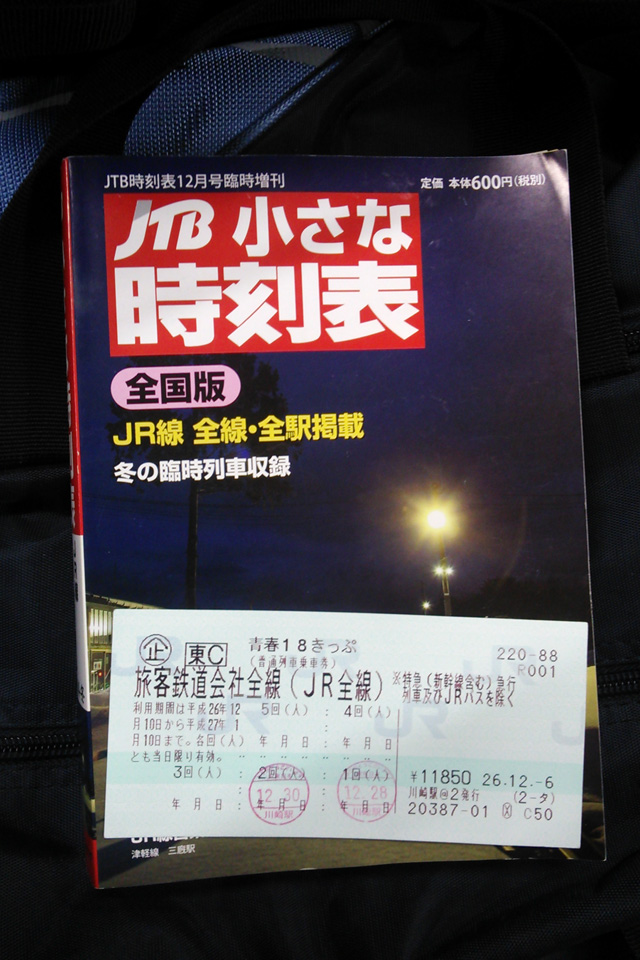 JTB時刻表12月号臨時増刊
定価 本体600円(税別)
JTB 小さな
時刻表
全国版
JR線 全線・全駅掲載
冬の臨時列車収録
企 東C 青春18きっぷ
(普通列車乗車券)
220-88
R001
旅客鉄道会社全線(JR全線)
※特急(新幹線含む)急行
列車及びJRバスを除く
利用期間は平成26年12
月10日から平成27年1
月10日まで。各回(人)
とも当日限り有効。
5回(人) : 4回(人)
年 月 日 : 年 月 日
3回(人) : 2回(人) : 1回(人)
年 月 日 : 年 月 日 : 年 月 日
12.30
川崎駅
12.28
¥11850 26.12.-6
川崎駅@2発行 (2-タ)
20387-01 C50
津軽線 三厩駅